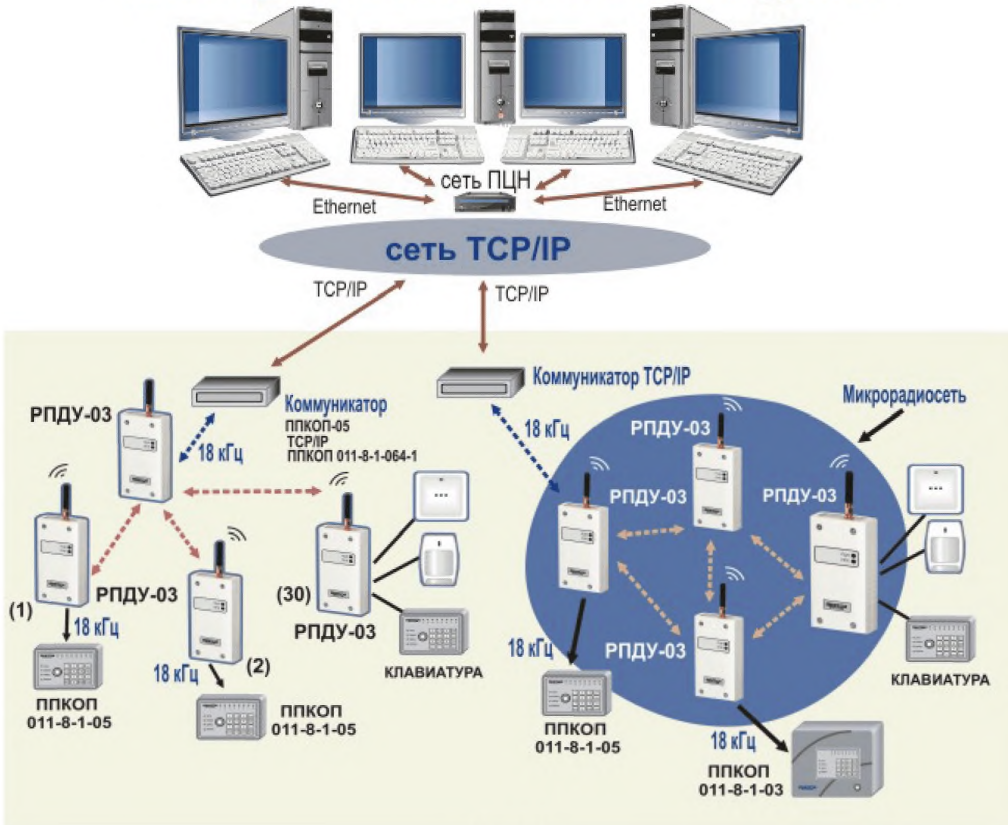 сеть ПЦН
Ethernet
Ethernet
сеть TCP/IP
TCP/IP
TCP/IP
РПДУ-03
18 кГц
Коммуникатор
ППКОП-05
TCP/IP
ППКОП 011-8-1-064-1
Коммуникатор TCP/IP
18 кГц
Микрорадиосеть
РПДУ-03
РПДУ-03
РПДУ-03
(1)
РПДУ-03
18 кГц
ППКОП
011-8-1-05
18 кГц
(2)
ППКОП
011-8-1-05
(30)
РПДУ-03
КЛАВИАТУРА
РПДУ-03
18 кГц
ППКОП
011-8-1-05
18 кГц
ППКОП
011-8-1-03
КЛАВИАТУРА